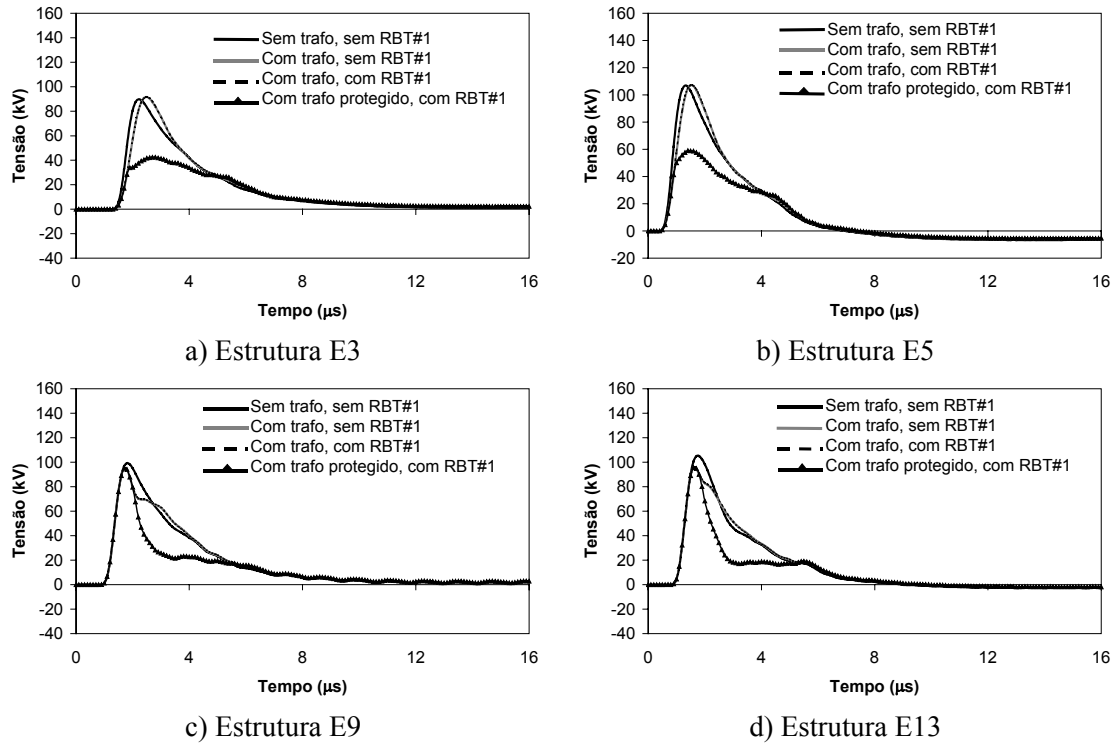 160
140
120
100
80
60
40
20
0
-20
-40
Tensão (kV)
Sem trafo, sem RBT#1
Com trafo, sem RBT#1
Com trafo, com RBT#1
Com trafo protegido, com RBT#1
0 4 8 12 16
Tempo (μs)
a) Estrutura E3
160
140
120
100
80
60
40
20
0
-20
Tensão (kV)
Sem trafo, sem RBT#1
Com trafo, sem RBT#1
Com trafo, com RBT#1
Com trafo protegido, com RBT#1
0 4 8 12 16
Tempo (μs)
b) Estrutura E5
160
140
120
100
80
60
40
20
0
-20
-40
Tensão (kV)
Sem trafo, sem RBT#1
Com trafo, sem RBT#1
Com trafo, com RBT#1
Com trafo protegido, com RBT#1
0 4 8 12 16
Tempo (μs)
c) Estrutura E9
160
140
120
100
80
60
40
20
0
-20
-40
Tensão (kV)
Sem trafo, sem RBT#1
Com trafo, sem RBT#1
Com trafo, com RBT#1
Com trafo protegido, com RBT#1
0 4 8 12 16
Tempo (μs)
d) Estrutura E13